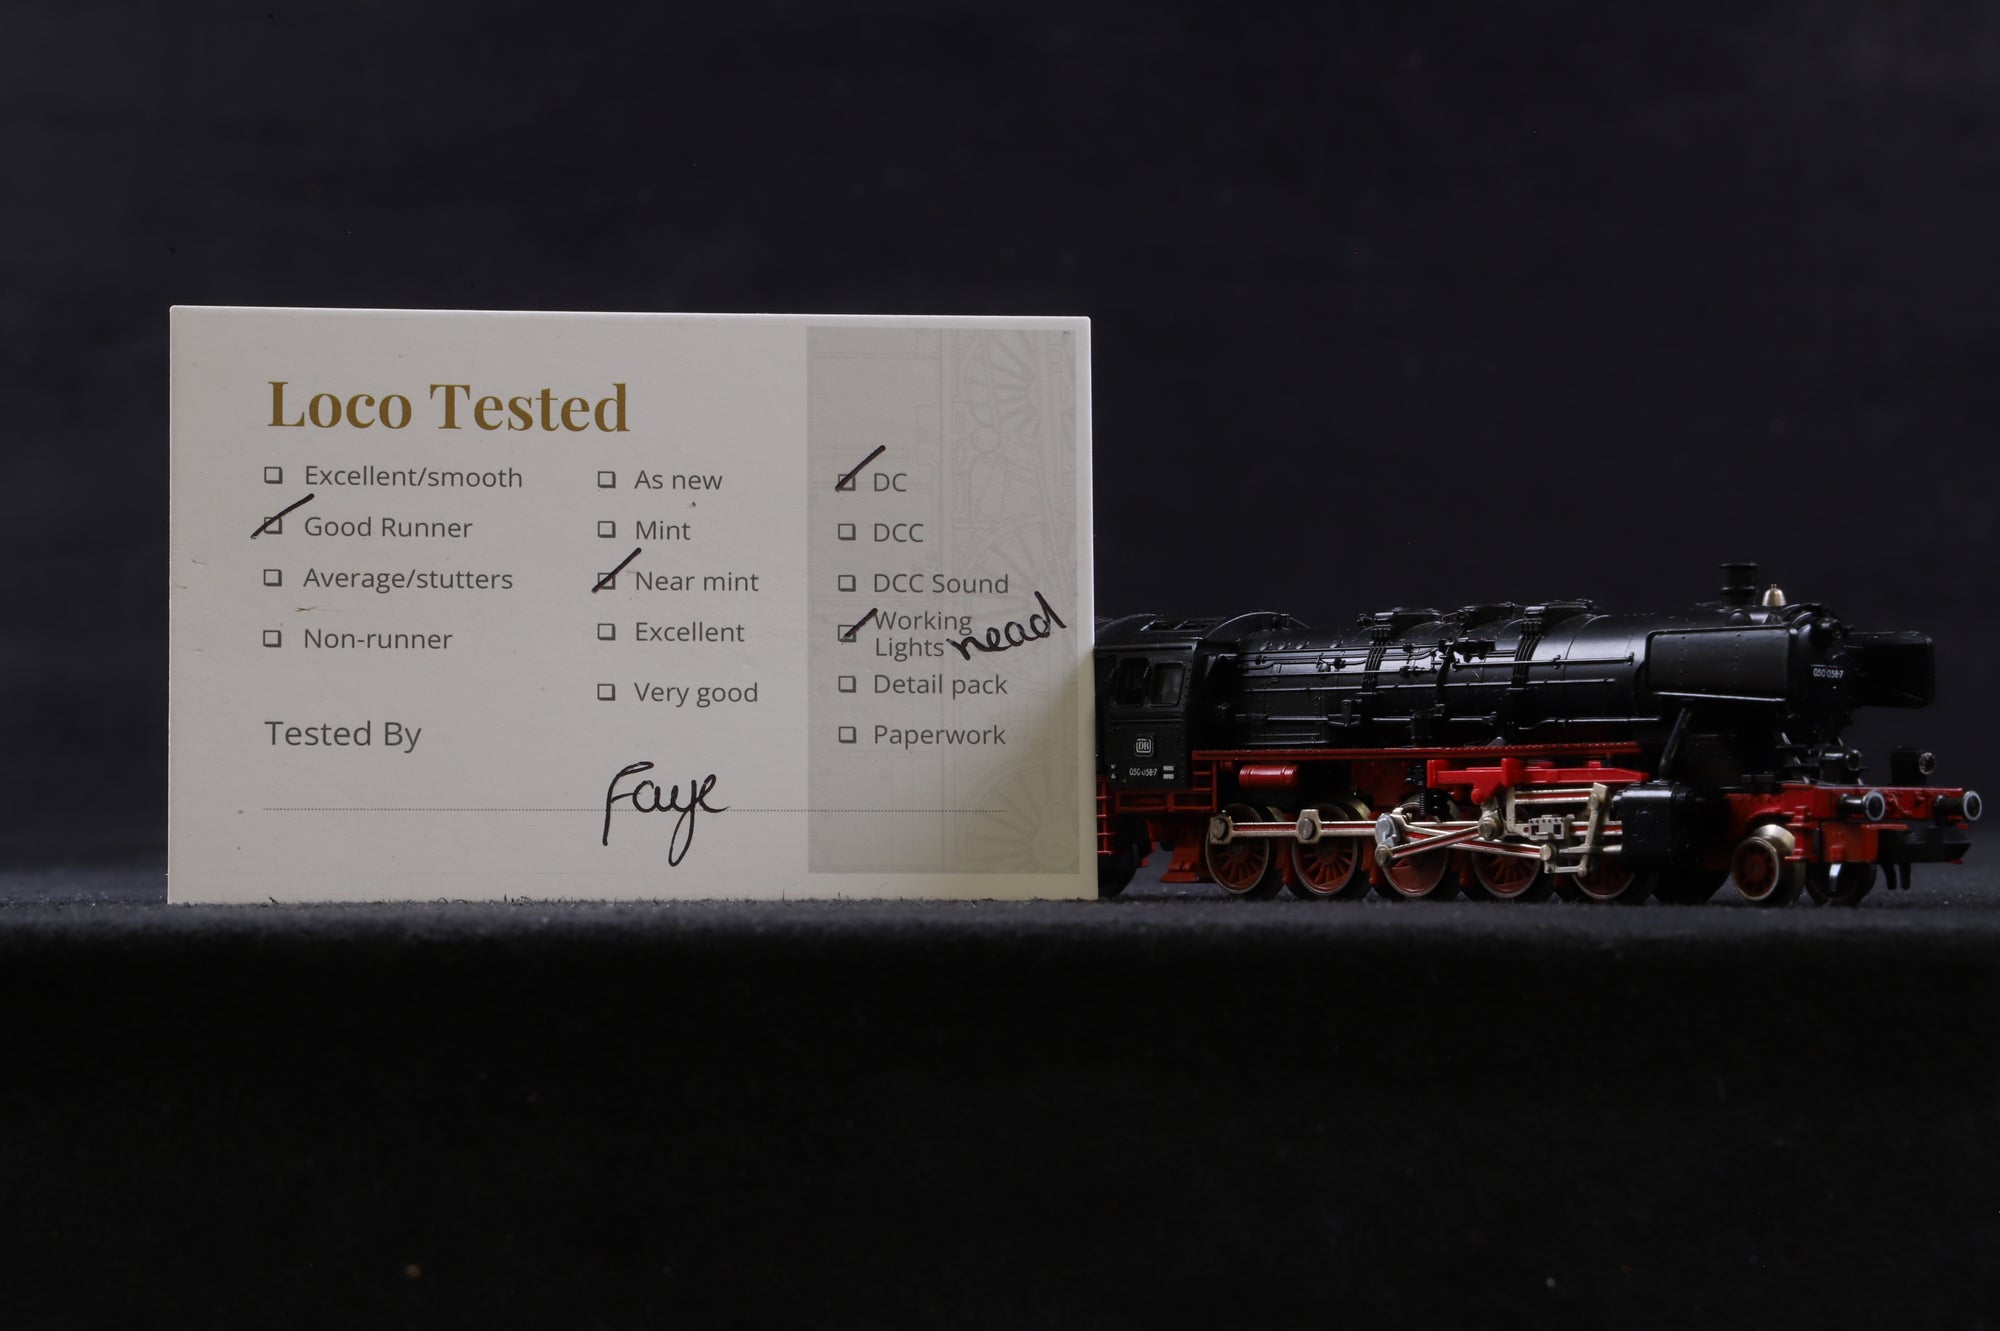 Loco Tested
Excellent/smooth
Good Runner
Average/stutters
Non-runner
As new
Mint
Near mint
Excellent
Very good
DC
DCC
DCC Sound
Working
Lights head
Detail pack
Paperwork
Tested By
Faye
050 058-7
DB
050 058-7